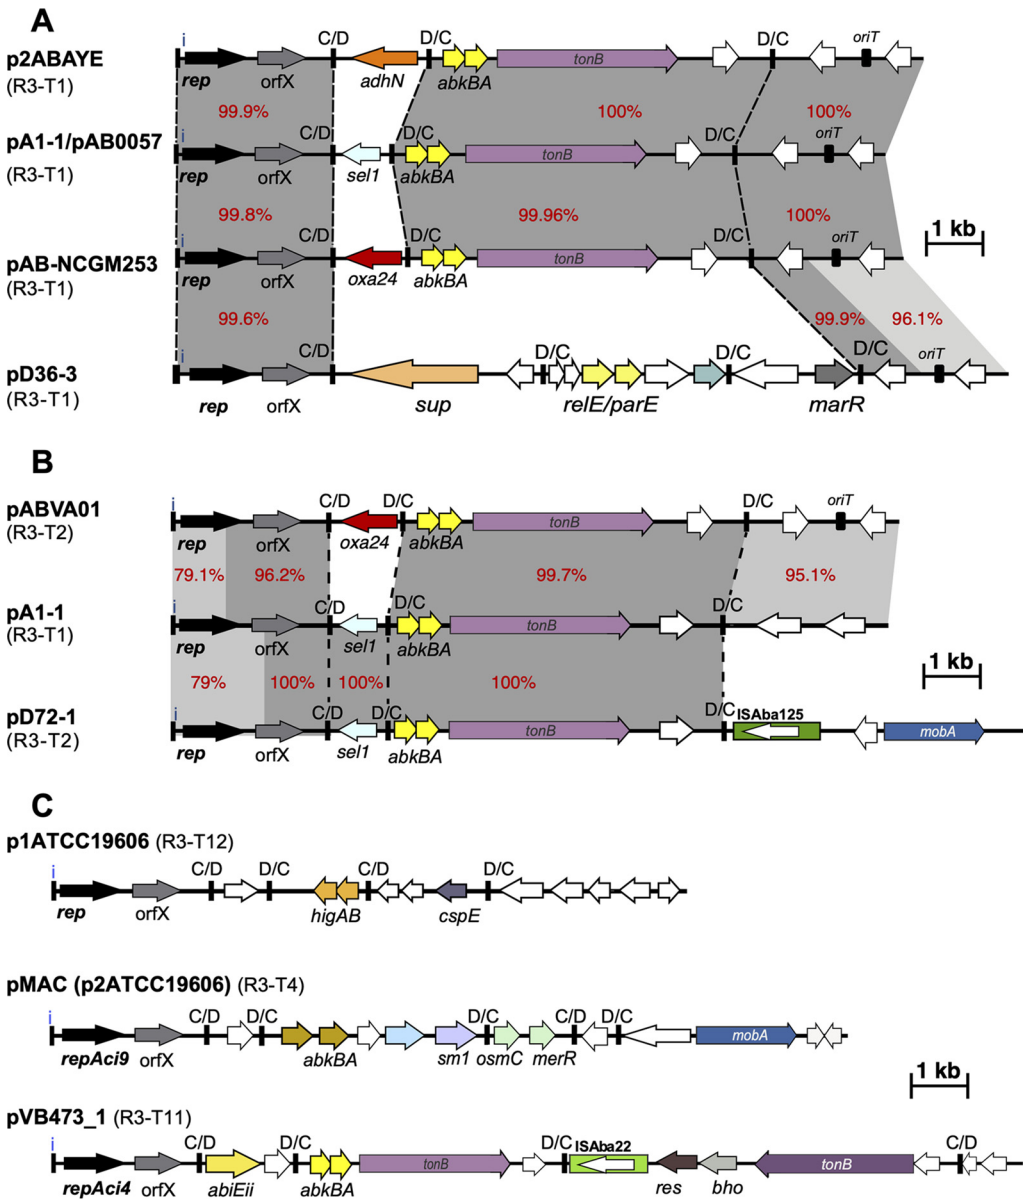 A
p2ABAYE
(R3-T1)
i
C/D
D/C
D/C
oriT
rep
orfX
adhN
abkBA
tonB
99.9%
100%
100%
pA1-1/pAB0057
(R3-T1)
i
C/D
D/C
D/C
oriT
rep
orfX
sel1
abkBA
tonB
99.8%
99.96%
100%
1 kb
pAB-NCGM253
(R3-T1)
i
C/D
D/C
D/C
oriT
rep
orfX
oxa24
abkBA
tonB
99.6%
99.9%
96.1%
pD36-3
(R3-T1)
i
C/D
D/C
D/C
D/C
oriT
rep
orfX
sup
relE/parE
marR
B
pABVA01
(R3-T2)
i
C/D
D/C
D/C
oriT
rep
orfX
oxa24
abkBA
tonB
79.1%
96.2%
99.7%
95.1%
pA1-1
(R3-T1)
i
C/D
D/C
D/C
rep
orfX
sel1
abkBA
tonB
79%
100%
100%
100%
1 kb
pD72-1
(R3-T2)
i
C/D
D/C
D/C
ISAba125
rep
orfX
sel1
abkBA
tonB
mobA
C
p1ATCC19606 (R3-T12)
i
C/D
D/C
C/D
D/C
rep
orfX
higAB
cspE
pMAC (p2ATCC19606) (R3-T4)
i
C/D
D/C
D/C
C/D
D/C
repAci9
orfX
abkBA
sm1
osmC
merR
mobA
1 kb
pVB473_1 (R3-T11)
i
C/D
D/C
D/C
ISAba22
C/D
repAci4
orfX
abiEii
abkBA
tonB
res
bho
tonB